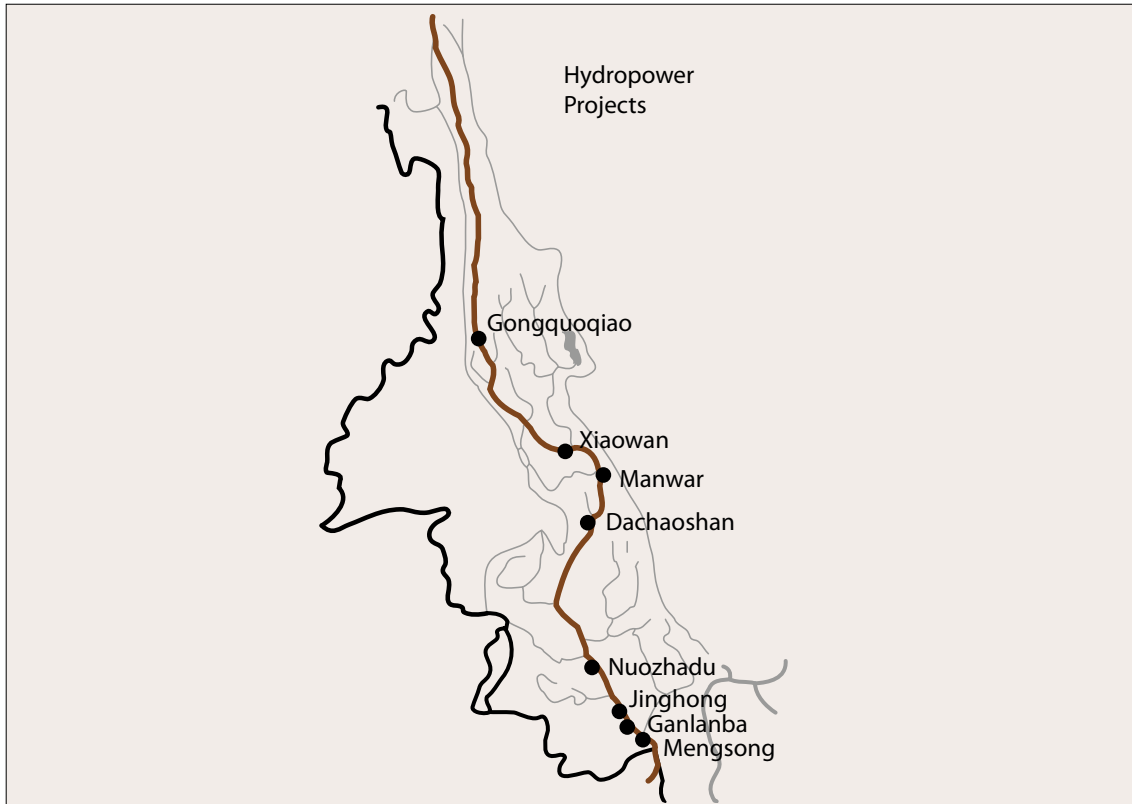 Hydropower
Projects
Gongquoqiao
Xiaowan
Manwar
Dachaoshan
Nuozhadu
Jinghong
Ganlanba
Mengsong